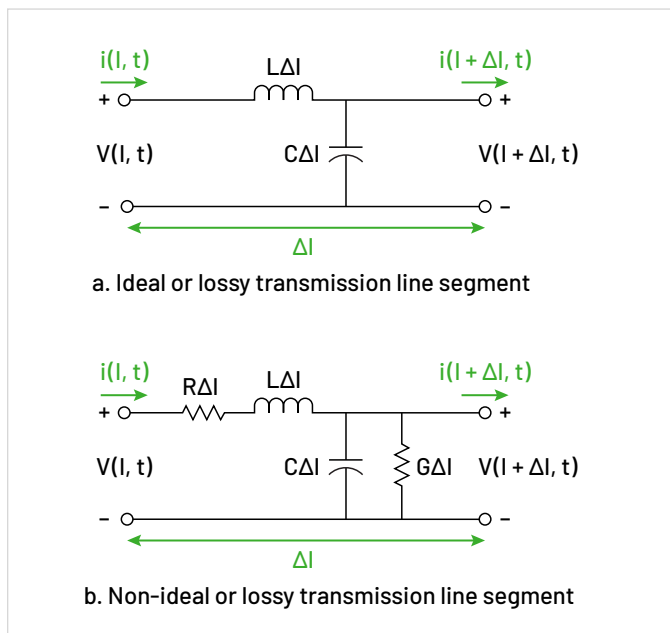 i(l, t)
i(l + Δl, t)
LΔl
+
+
V(l, t)
CΔl
V(l + Δl, t)
-
-
Δl
a. Ideal or lossy transmission line segment
i(l, t)
i(l + Δl, t)
RΔl
LΔl
+
+
V(l, t)
CΔl
GΔl
V(l + Δl, t)
-
-
Δl
b. Non-ideal or lossy transmission line segment